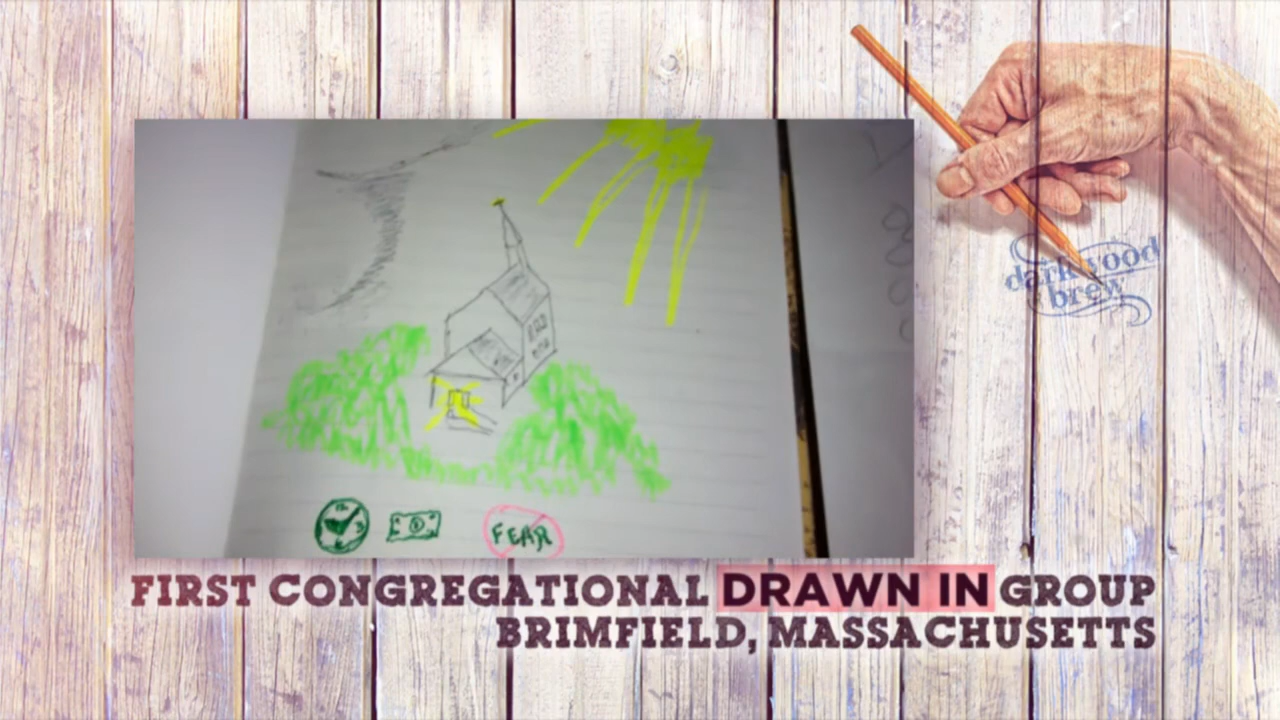 darkwood
brew
FEAR
FIRST CONGREGATIONAL DRAWN IN GROUP
BRIMFIELD, MASSACHUSETTS